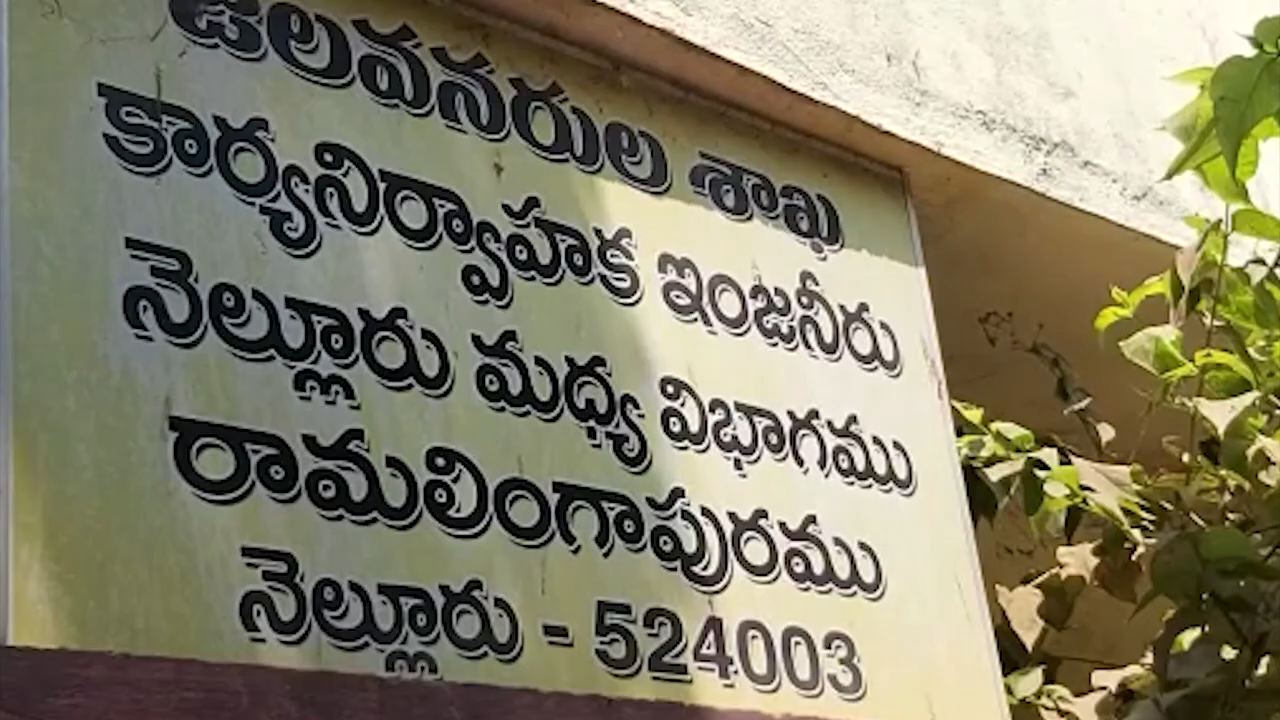 జలవనరుల శాఖ
కార్యనిర్వాహక ఇంజనీరు
నెల్లూరు మధ్య విభాగము
రామలింగాపురము
నెల్లూరు - 524003